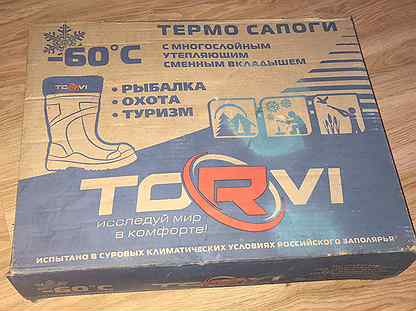 ТЕРМО САПОГИ
-60°C
С МНОГОСЛОЙНЫМ
УТЕПЛЯЮЩИМ
СМЕННЫМ ВКЛАДЫШЕМ
TORVI
• РЫБАЛКА
• ОХОТА
• ТУРИЗМ
TORVI
исследуй мир
в комфорте!
ИСПЫТАНО В СУРОВЫХ КЛИМАТИЧЕСКИХ УСЛОВИЯХ РОССИЙСКОГО ЗАПОЛЯРЬЯ
-60°C